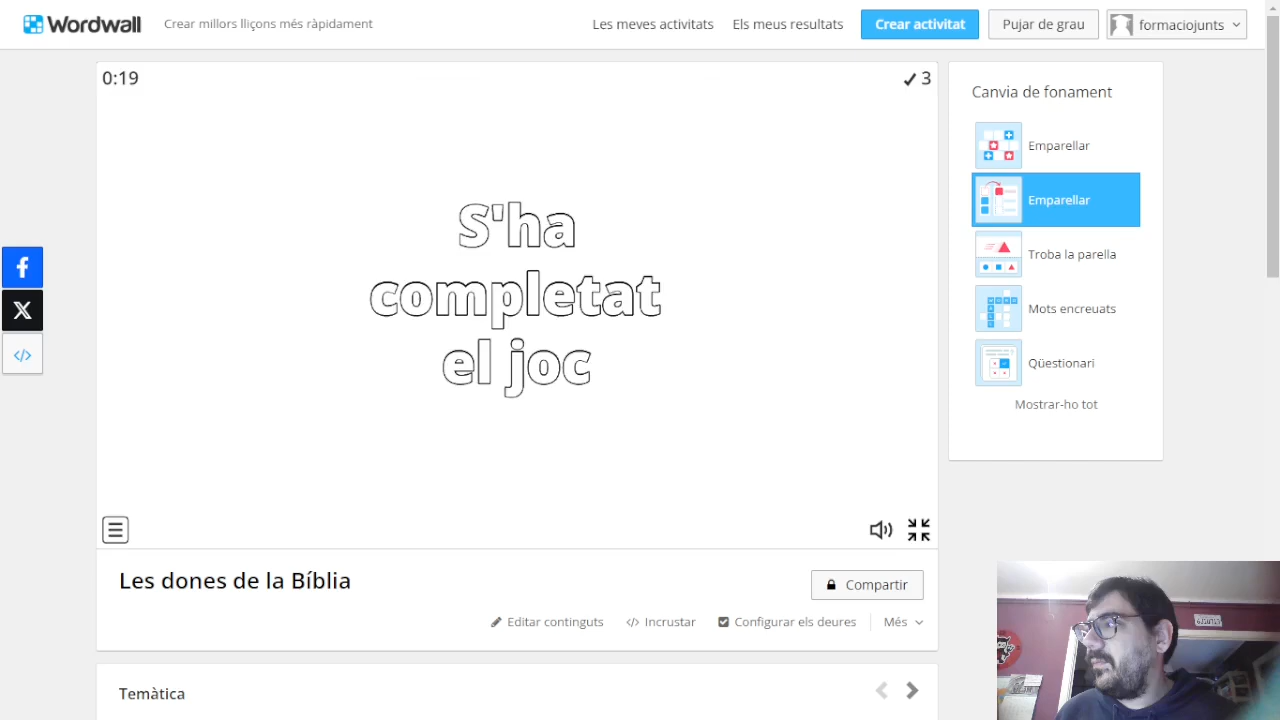 Wordwall
Crear millors lliçons més ràpidament
Les meves activitats
Els meus resultats
Crear activitat
Pujar de grau
formaciojunts
0:19
3
S'ha
completat
el joc
Canvia de fonament
Emparellar
Emparellar
Troba la parella
Mots encreuats
Qüestionari
Mostrar-ho tot
Les dones de la Bíblia
Compartir
Editar continguts
Incrustar
Configurar els deures
Més
Temàtica